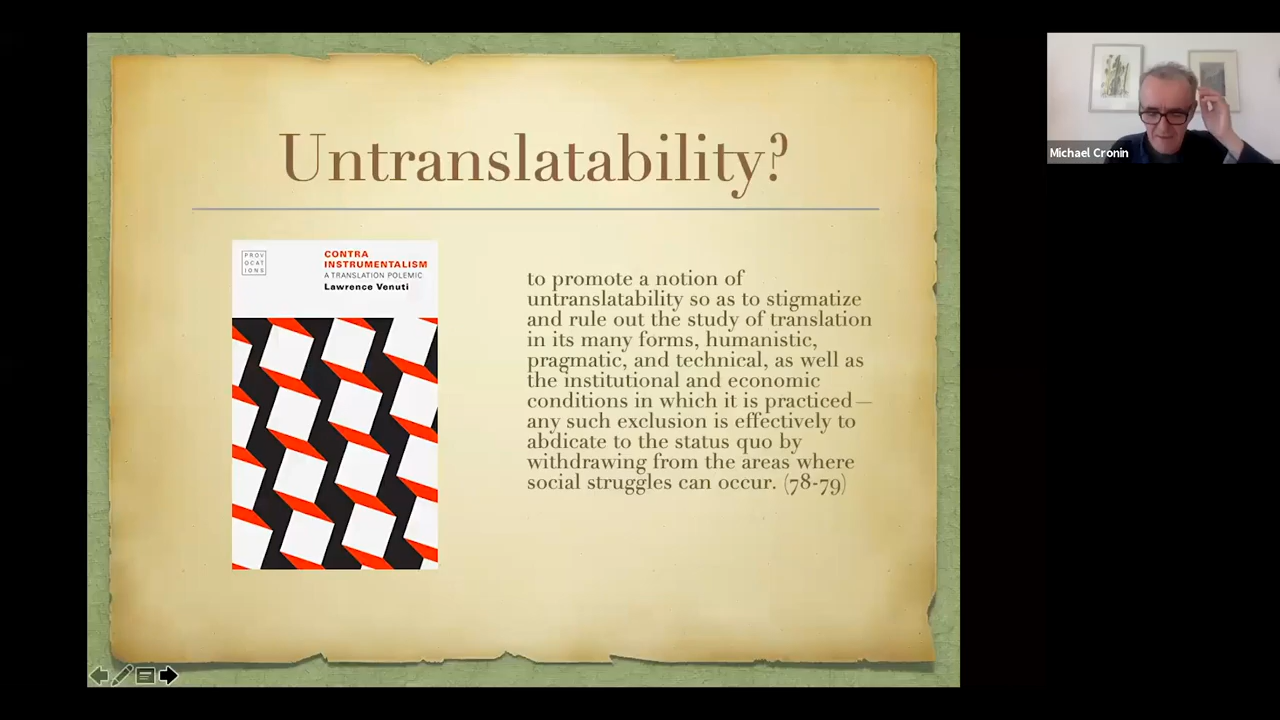 Untranslatability?
PROV
OCAT
IONS
CONTRA
INSTRUMENTALISM
A TRANSLATION POLEMIC
Lawrence Venuti
to promote a notion of
untranslatability so as to stigmatize
and rule out the study of translation
in its many forms, humanistic,
pragmatic, and technical, as well as
the institutional and economic
conditions in which it is practiced—
any such exclusion is effectively to
abdicate to the status quo by
withdrawing from the areas where
social struggles can occur. (78-79)
Michael Cronin